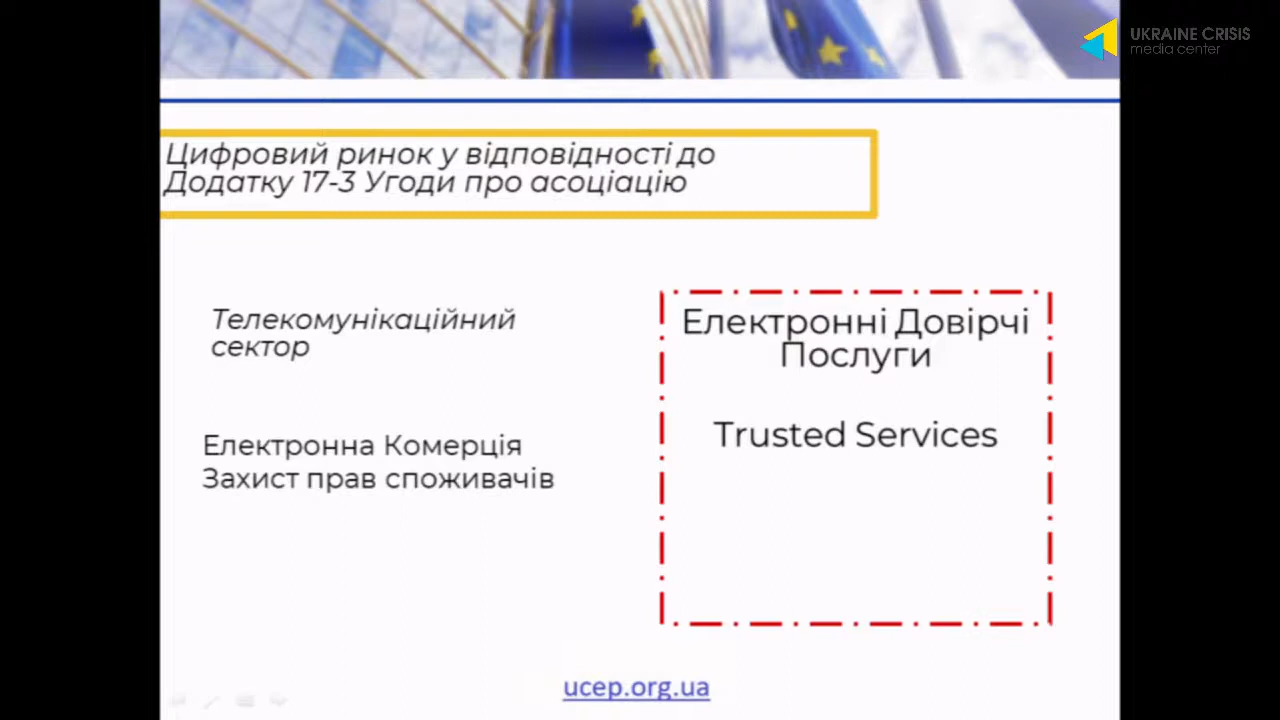 UKRAINE CRISIS
media center
Цифровий ринок у відповідності до
Додатку 17-3 Угоди про асоціацію
Телекомунікаційний
сектор
Електронна Комерція
Захист прав споживачів
Електронні Довірчі
Послуги
Trusted Services
ucep.org.ua